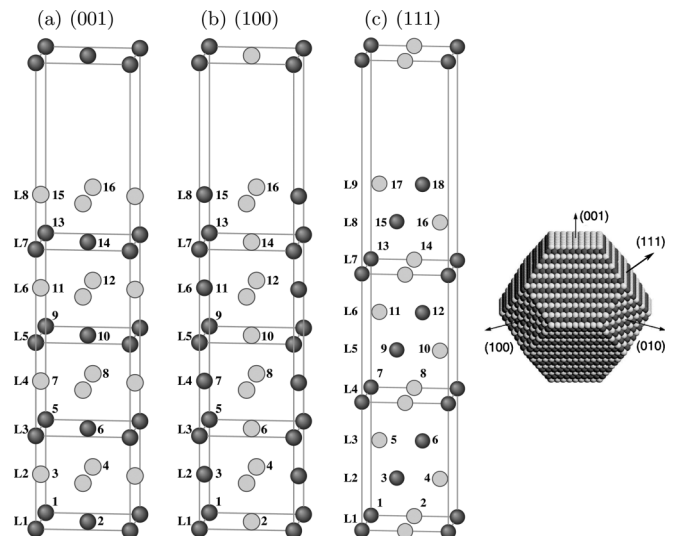 (a) (001)
(b) (100)
(c) (111)
L8 15 16
13
L7 14
L6 11 12
9
L5 10
L4 7 8
5
L3 6
L2 3 4
1
L1 2
L8 15 16
13
L7 14
L6 11 12
9
L5 10
L4 7 8
5
L3 6
L2 3 4
1
L1 2
L9 17 18
L8 15 16
13 14
L7
L6 11 12
L5 9 10
7 8
L4
L3 5 6
L2 3 4
1 2
L1
(001)
(111)
(100)
(010)